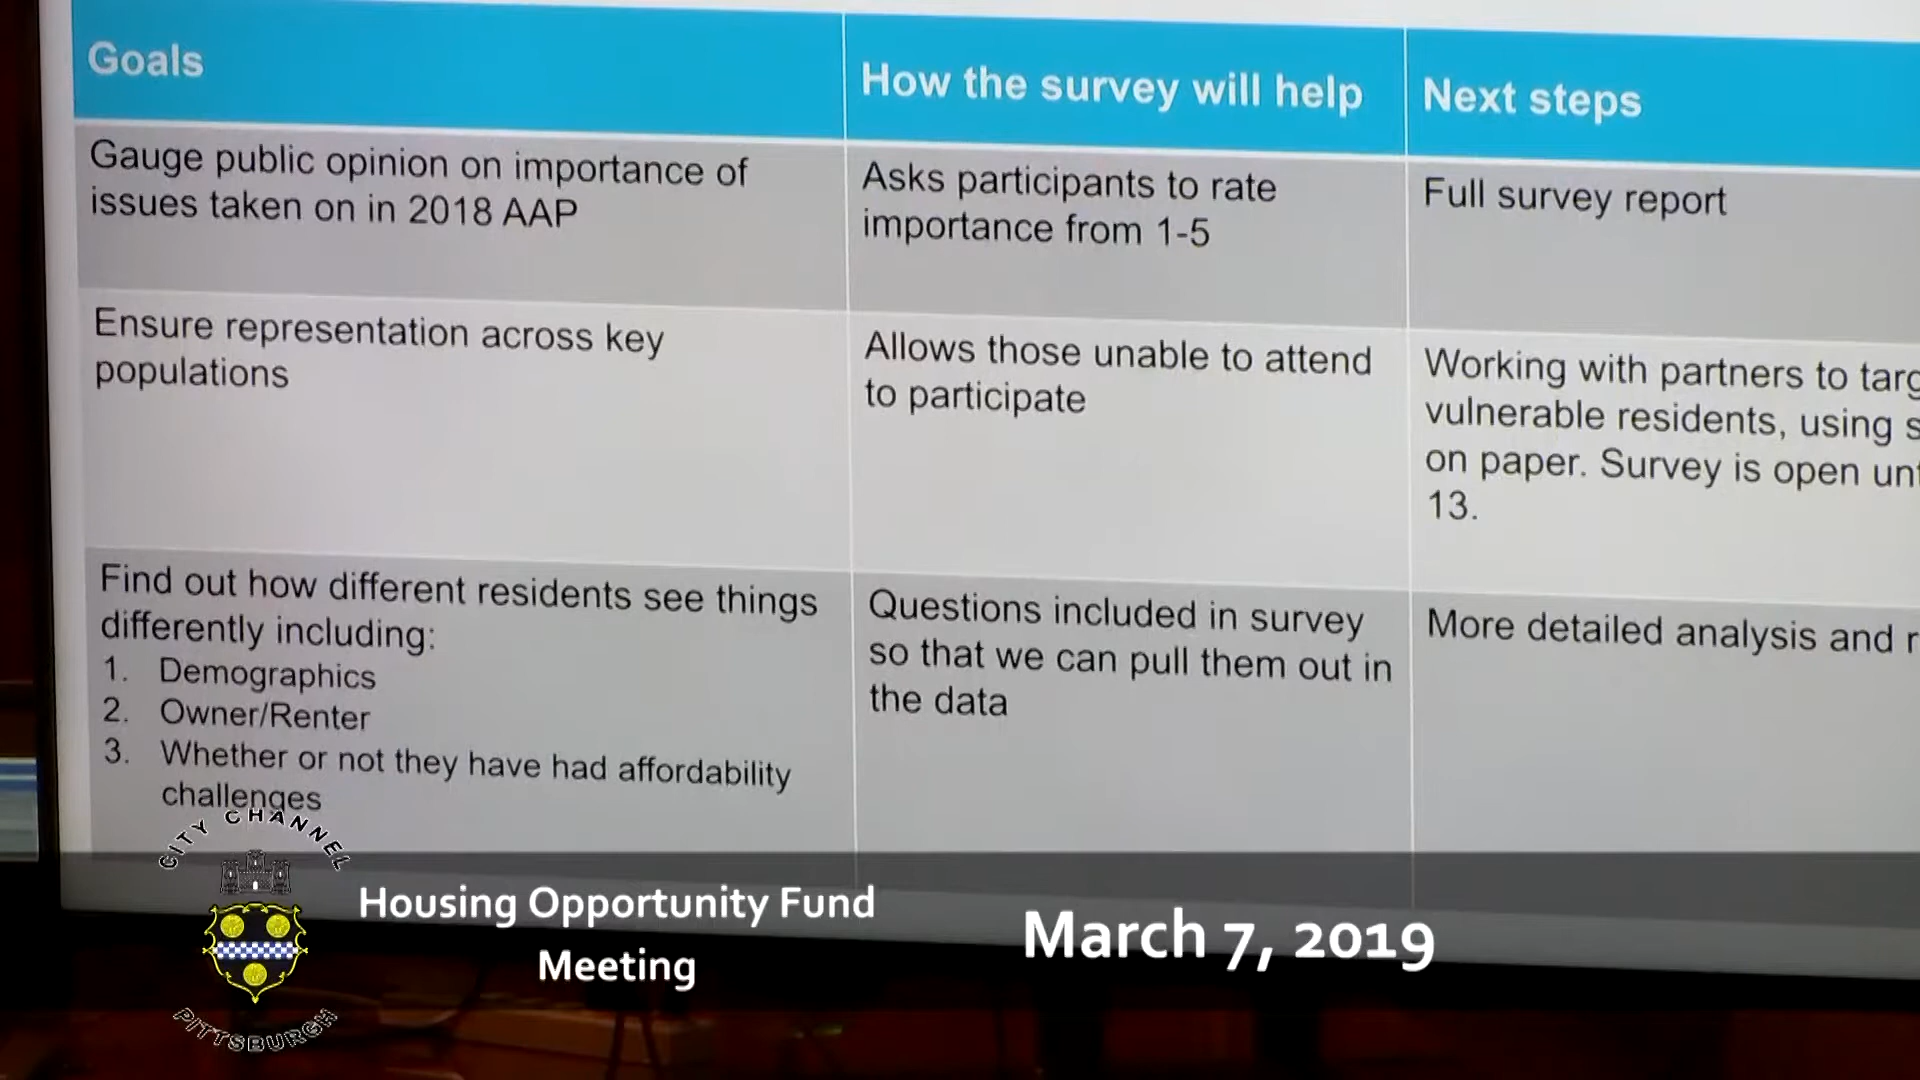 Goals
How the survey will help
Next steps
Gauge public opinion on importance of
issues taken on in 2018 AAP
Asks participants to rate
importance from 1-5
Full survey report
Ensure representation across key
populations
Allows those unable to attend
to participate
Working with partners to
vulnerable residents, using
on paper. Survey is open
13.
Find out how different residents see things
differently including:
1. Demographics
2. Owner/Renter
3. Whether or not they have had affordability
challenges
Questions included in survey
so that we can pull them out in
the data
More detailed analysis and
CITY CHANNEL
PITTSBURGH
Housing Opportunity Fund
Meeting
March 7, 2019